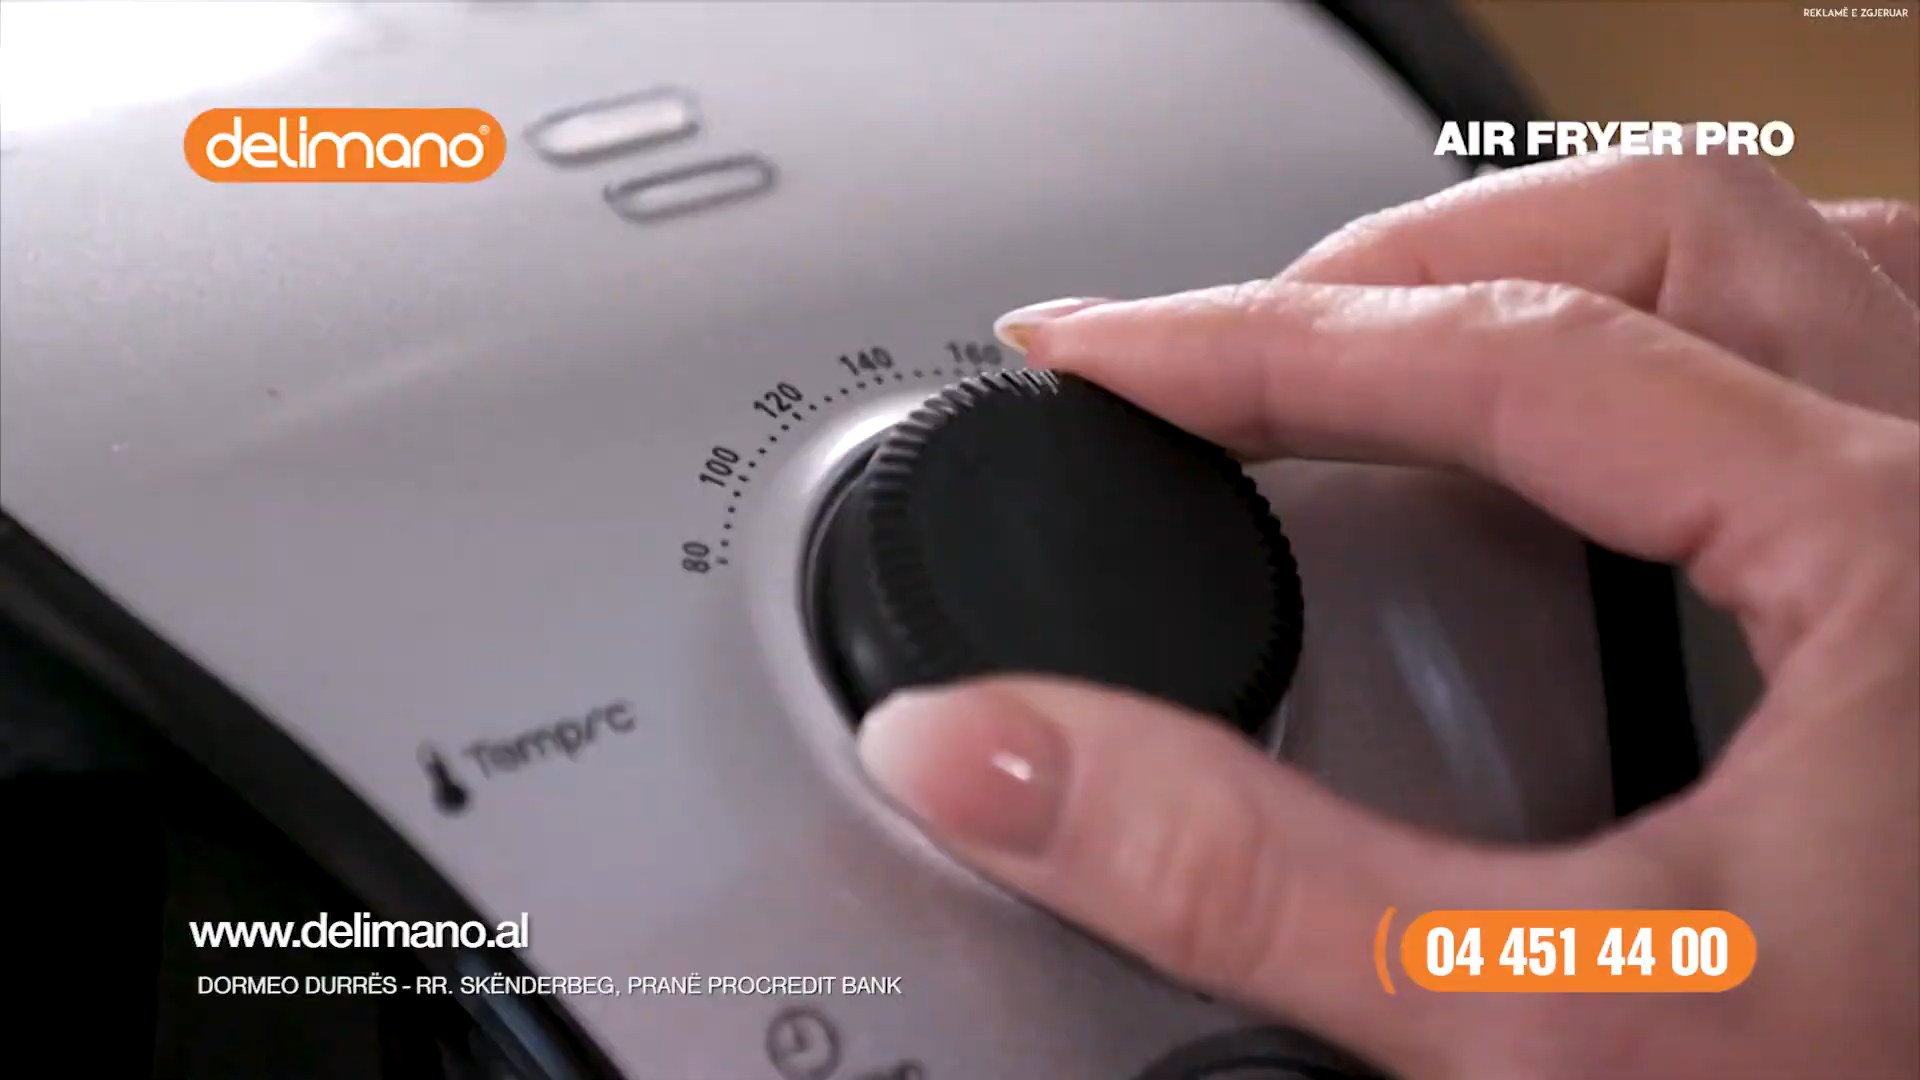 REKLAMË E ZGJERUAR
delimano®
AIR FRYER PRO
80 100 120 140 160
Temp/c
www.delimano.al
DORMEO DURRËS - RR. SKËNDERBEG, PRANË PROCREDIT BANK
04 451 44 00